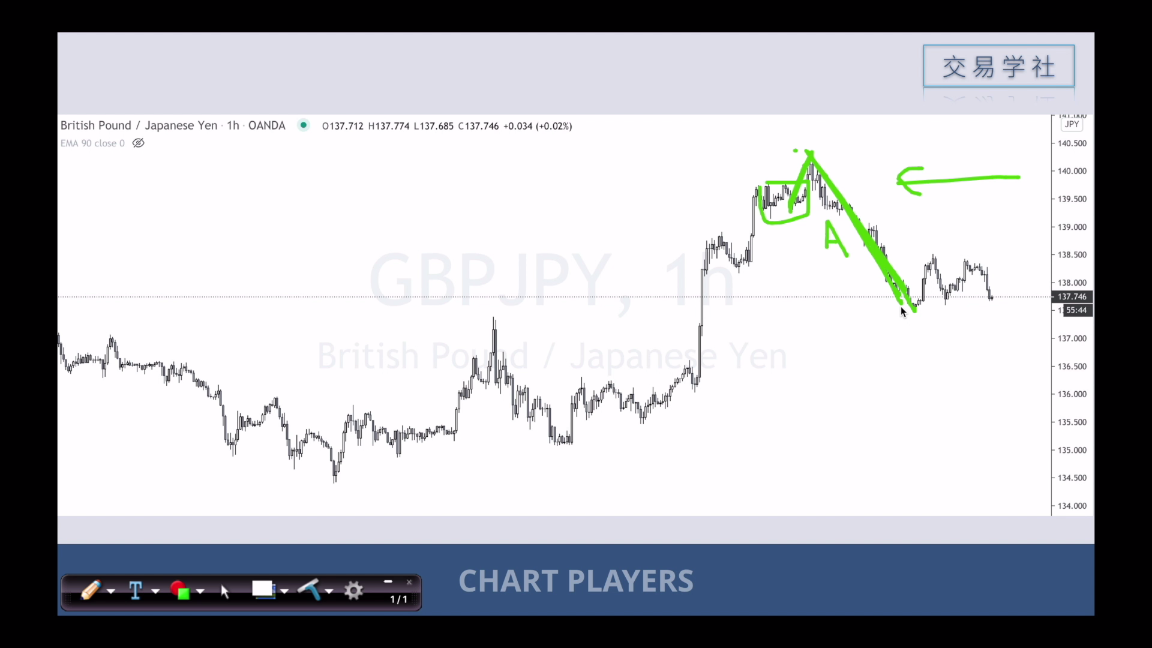 交易学社
British Pound / Japanese Yen · 1h · OANDA
O137.712 H137.774 L137.685 C137.746 +0.034 (+0.02%)
EMA 90 close 0
JPY
140.500
140.000
139.500
139.000
138.500
138.000
137.746
55:44
137.000
136.500
136.000
135.500
135.000
134.500
134.000
A
GBPJPY, 1h
British Pound / Japanese Yen
CHART PLAYERS
T
1/1